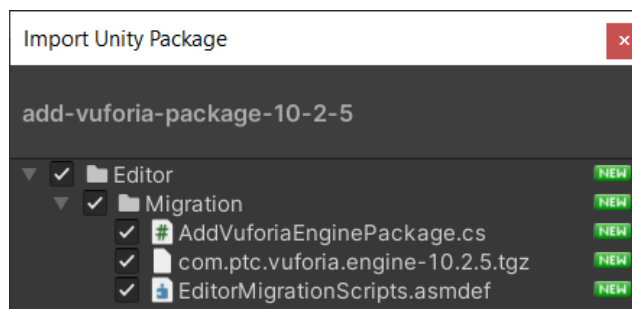 Import Unity Package
add-vuforia-package-10-2-5
Editor NEW
Migration NEW
AddVuforiaEnginePackage.cs NEW
com.ptc.vuforia.engine-10.2.5.tgz NEW
EditorMigrationScripts.asmdef NEW